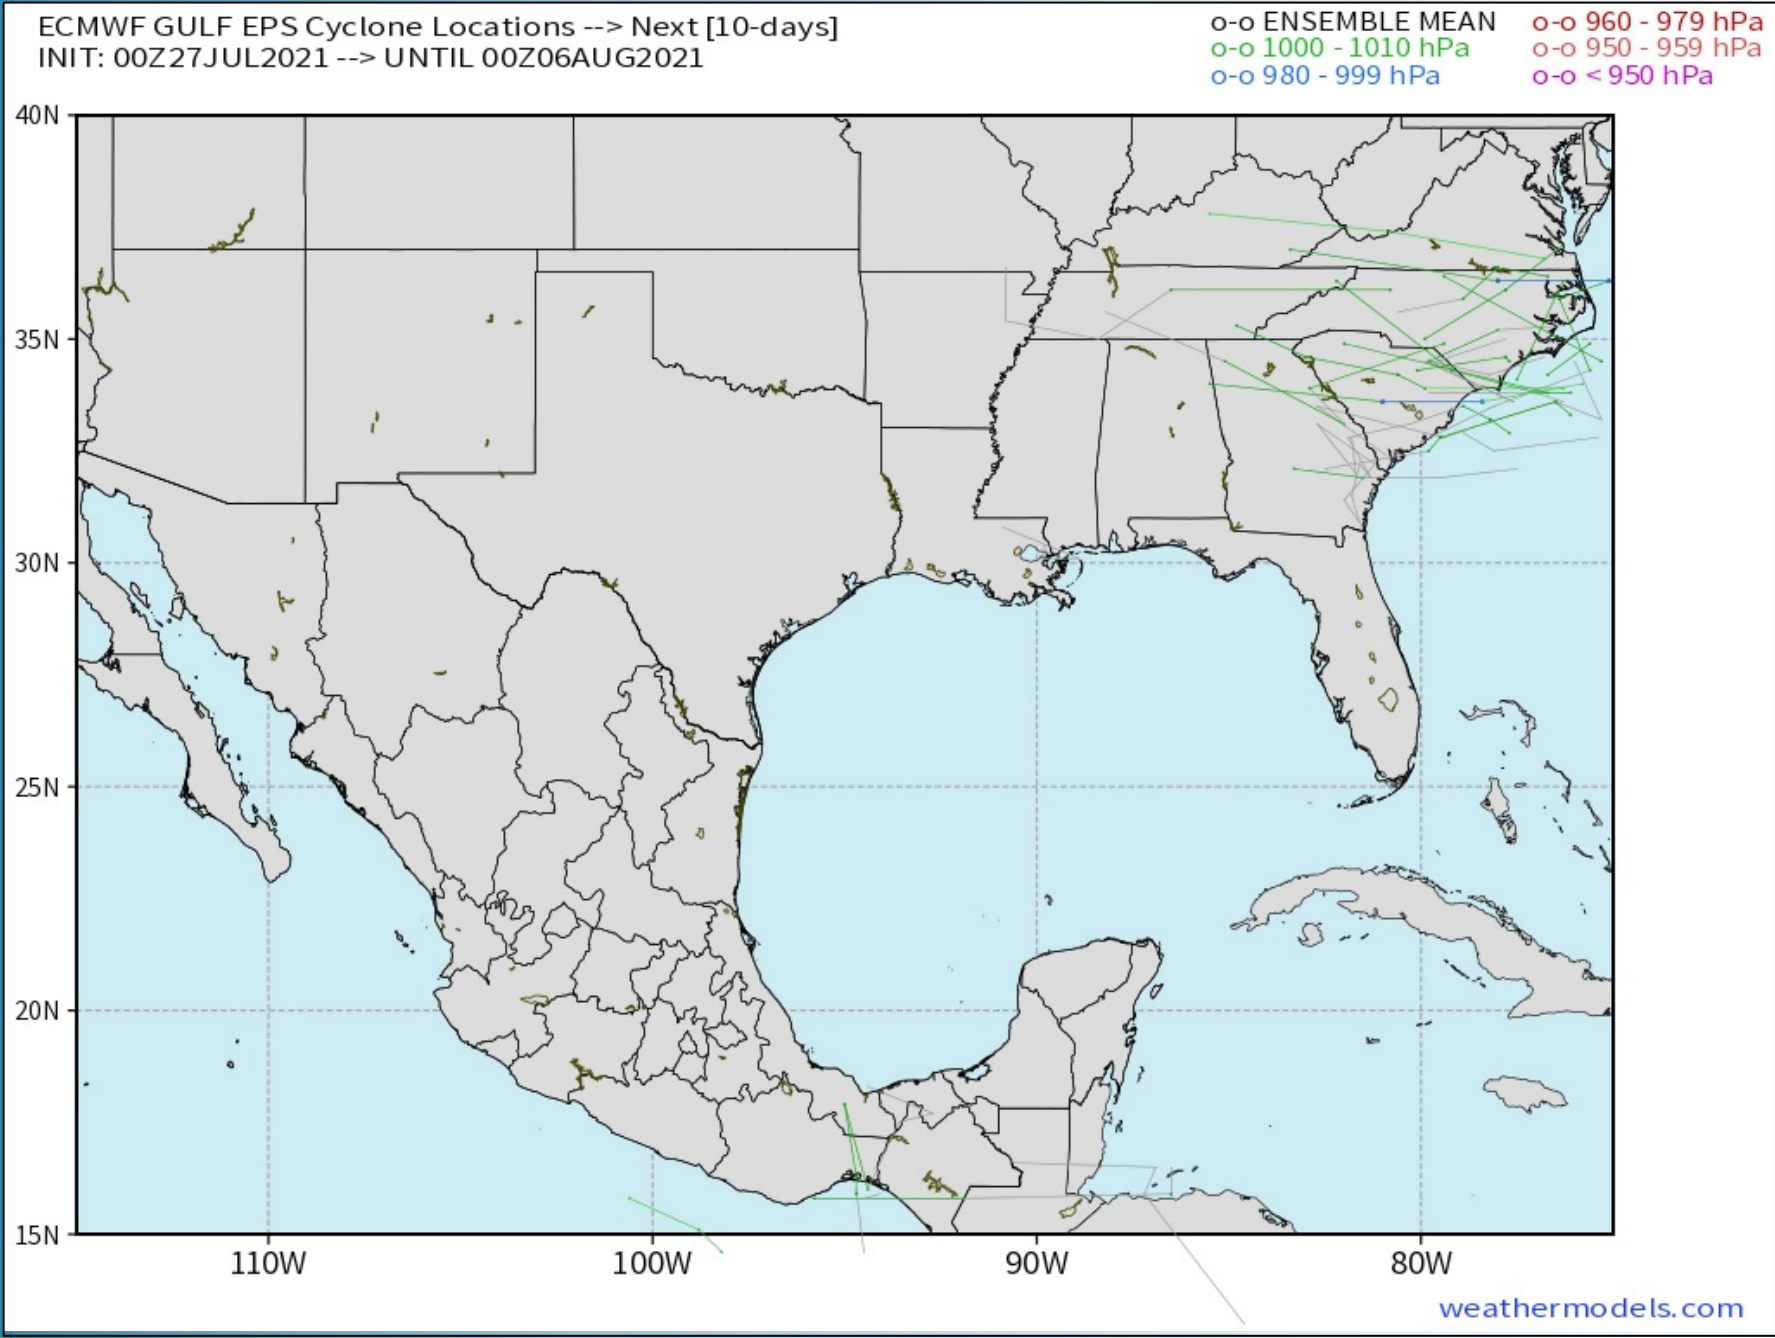 ECMWF GULF EPS Cyclone Locations --> Next [10-days]
INIT: 00Z27JUL2021 --> UNTIL 00Z06AUG2021
o-o ENSEMBLE MEAN
o-o 1000 - 1010 hPa
o-o 980 - 999 hPa
o-o 960 - 979 hPa
o-o 950 - 959 hPa
o-o < 950 hPa
40N
35N
30N
25N
20N
15N
110W
100W
90W
80W
weathermodels.com